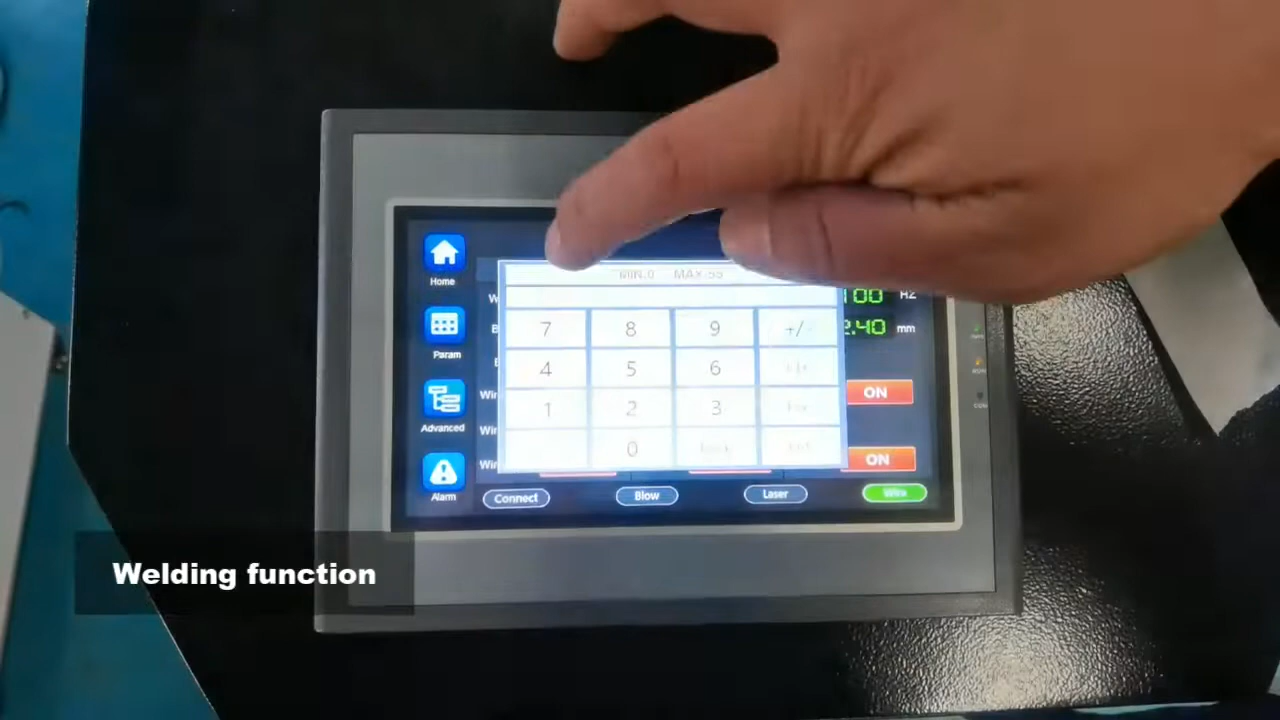 Home
MIN:0 MAX:55
100 HZ
7 8 9 +/-
2.40 mm
Param
4 5 6
ON
1 2 3
Advanced
0
ON
Alarm
Connect Blow Laser Wire
Welding function